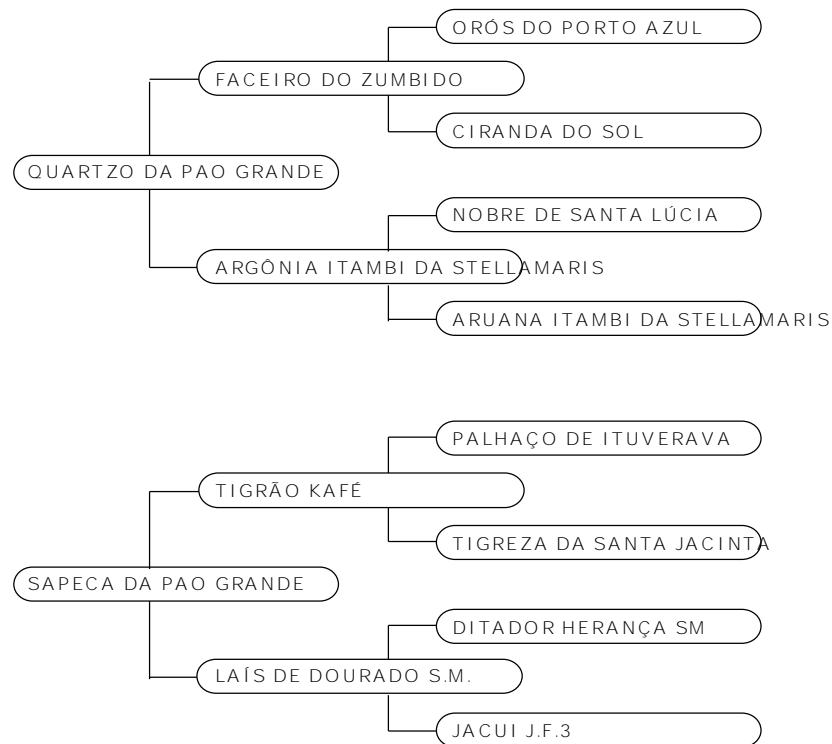 ORÓS DO PORTO AZUL
FACEIRO DO ZUMBIDO
CIRANDA DO SOL
QUARTZO DA PAO GRANDE
NOBRE DE SANTA LÚCIA
ARGÔNIA ITAMBI DA STELLAMARIS
ARUANA ITAMBI DA STELLAMARIS
PALHAÇO DE ITUVERAVA
TIGRÃO KAFÉ
TIGREZA DA SANTA JACINTA
SAPECA DA PAO GRANDE
DITADOR HERANÇA SM
LAÍS DE DOURADO S.M.
JACUI J.F.3